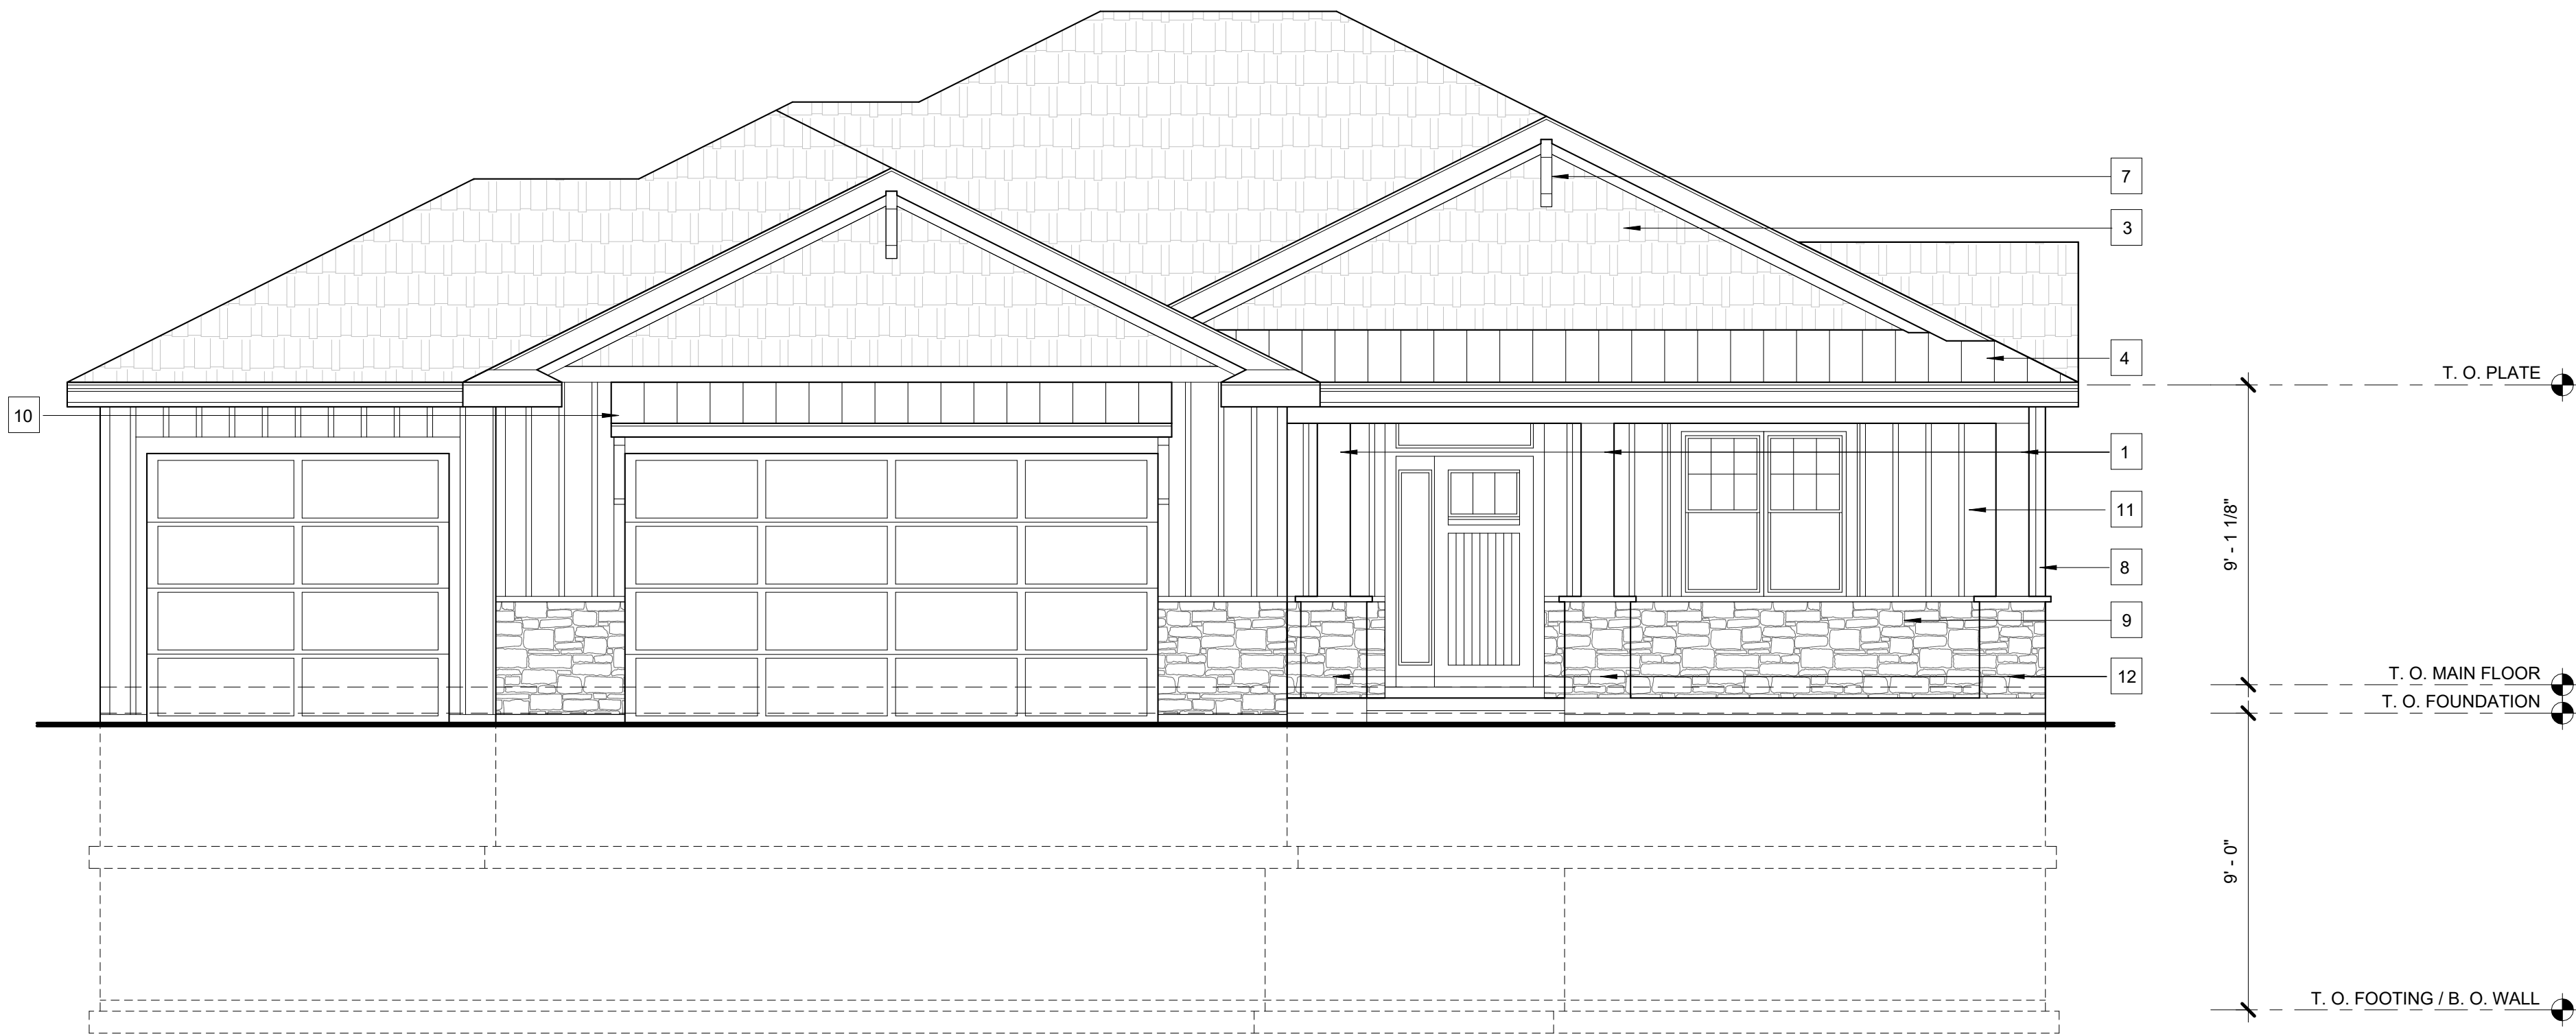 7
3
4
T. O. PLATE
10
1
11
9' - 1 1/8"
8
9
T. O. MAIN FLOOR
12
T. O. FOUNDATION
9' - 0"
T. O. FOOTING / B. O. WALL